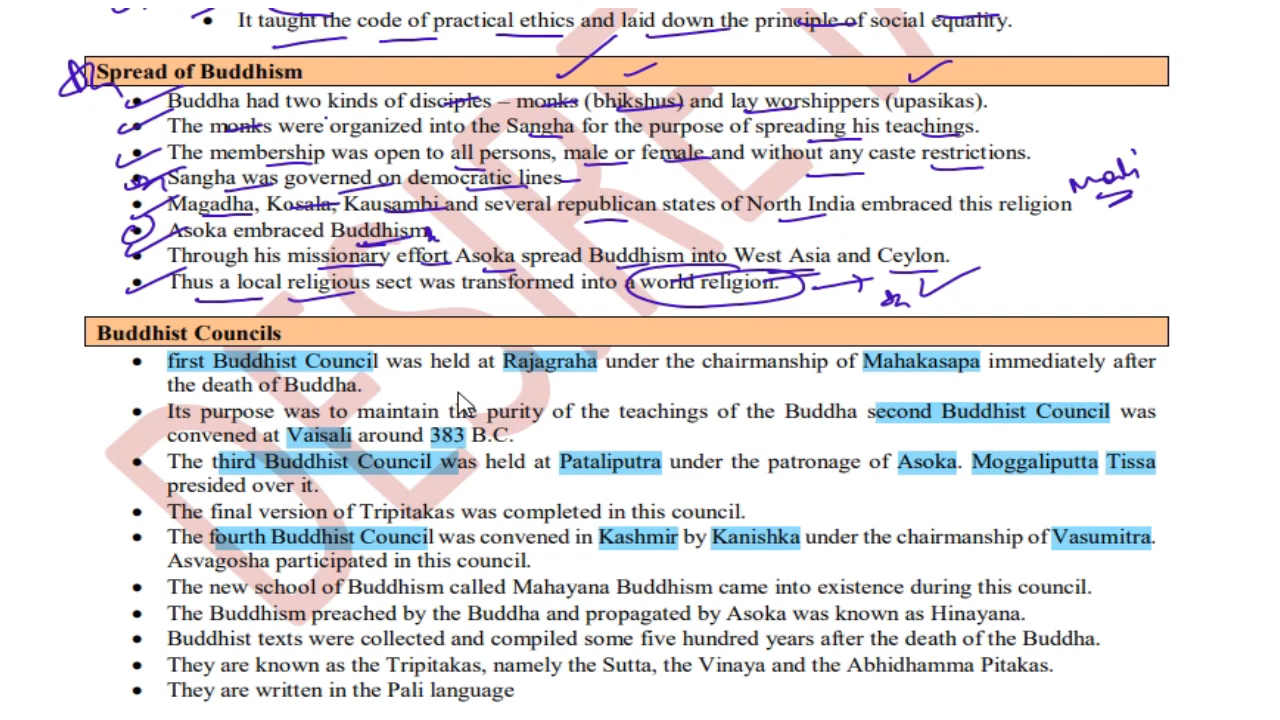 It taught the code of practical ethics and laid down the principle of social equality.
Spread of Buddhism
Buddha had two kinds of disciples – monks (bhikshus) and lay worshippers (upasikas).
The monks were organized into the Sangha for the purpose of spreading his teachings.
The membership was open to all persons, male or female and without any caste restrictions.
Sangha was governed on democratic lines
Magadha, Kosala, Kausambi and several republican states of North India embraced this religion
Asoka embraced Buddhism
Through his missionary effort Asoka spread Buddhism into West Asia and Ceylon.
Thus a local religious sect was transformed into a world religion.
Buddhist Councils
first Buddhist Council was held at Rajagraha under the chairmanship of Mahakasapa immediately after
the death of Buddha.
Its purpose was to maintain the purity of the teachings of the Buddha second Buddhist Council was
convened at Vaisali around 383 B.C.
The third Buddhist Council was held at Pataliputra under the patronage of Asoka. Moggaliputta Tissa
presided over it.
The final version of Tripitakas was completed in this council.
The fourth Buddhist Council was convened in Kashmir by Kanishka under the chairmanship of Vasumitra.
Asvagosha participated in this council.
The new school of Buddhism called Mahayana Buddhism came into existence during this council.
The Buddhism preached by the Buddha and propagated by Asoka was known as Hinayana.
Buddhist texts were collected and compiled some five hundred years after the death of the Buddha.
They are known as the Tripitakas, namely the Sutta, the Vinaya and the Abhidhamma Pitakas.
They are written in the Pali language